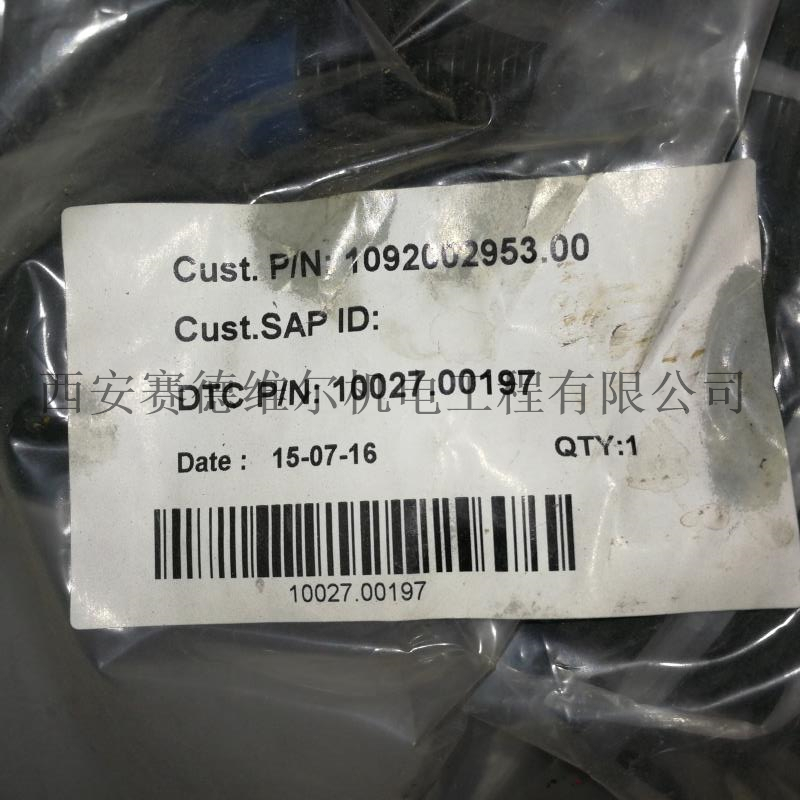 Cust. P/N: 1092002953.00
Cust.SAP ID:
西安赛德维尔机电工程有限公司
DTC P/N: 10027.00197
Date : 15-07-16 QTY:1
10027.00197